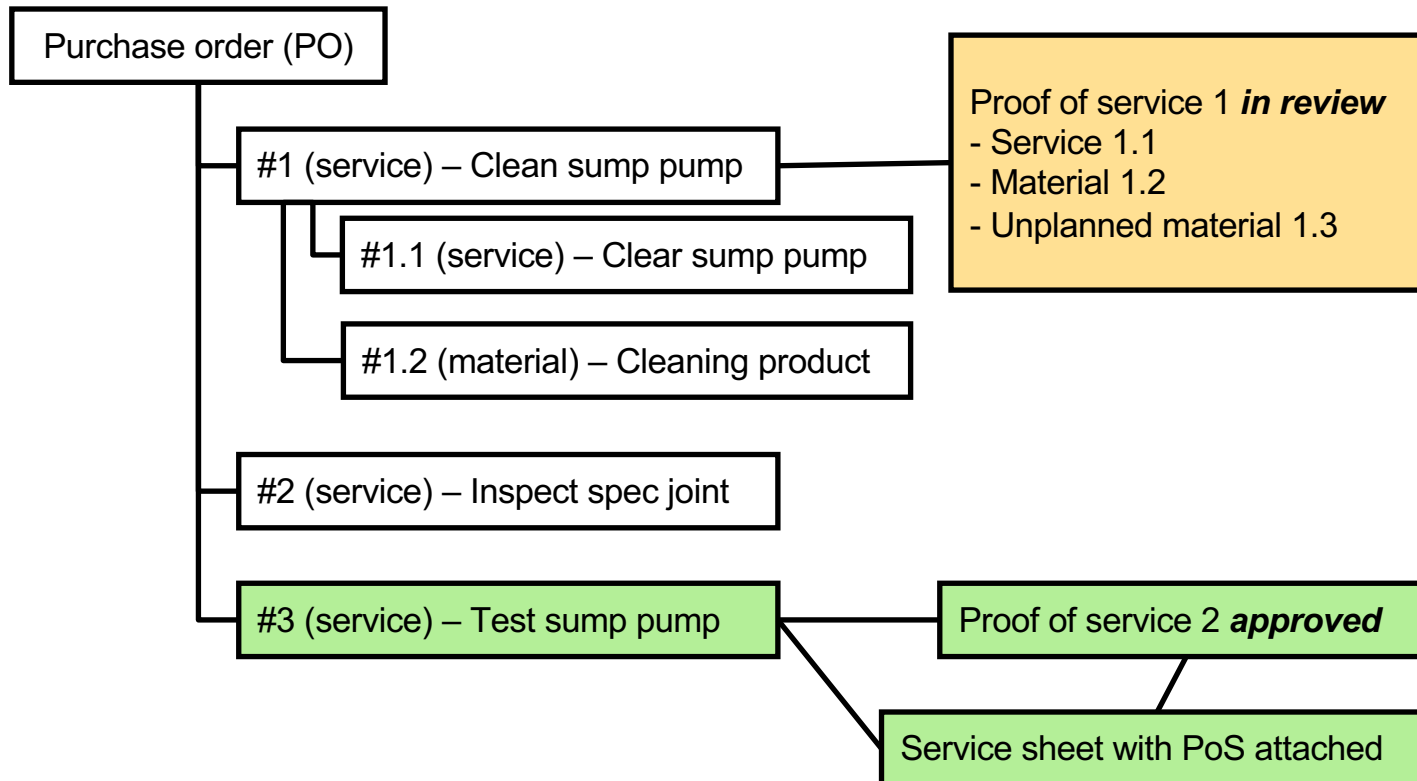 Purchase order (PO)
#1 (service) – Clean sump pump
#1.1 (service) – Clear sump pump
#1.2 (material) – Cleaning product
#2 (service) – Inspect spec joint
#3 (service) – Test sump pump
Proof of service 1 in review
- Service 1.1
- Material 1.2
- Unplanned material 1.3
Proof of service 2 approved
Service sheet with PoS attached